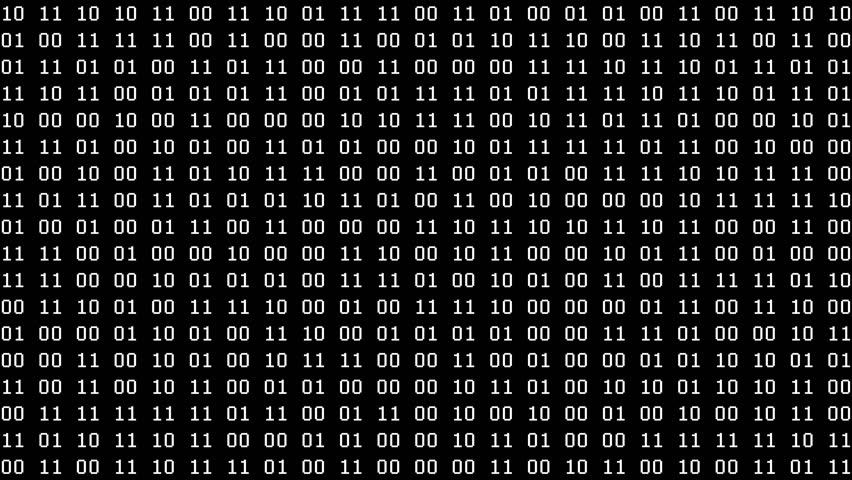 10 11 10 10 11 00 11 10 01 11 11 00 11 01 00 01 01 00 11 00 11 10 10
01 00 11 11 11 00 11 00 00 11 00 01 01 10 11 10 00 11 10 11 00 11 00
01 11 01 01 00 11 01 11 00 00 11 00 00 00 11 11 10 11 10 01 11 01 01
11 10 11 00 01 01 01 11 00 01 01 11 11 01 01 11 11 10 11 10 01 11 01
10 00 00 10 00 11 00 00 00 10 10 11 11 00 10 11 01 11 01 00 00 10 01
11 11 01 00 10 01 00 11 01 01 00 00 10 01 11 11 11 01 11 00 10 00 00
01 00 10 00 11 01 10 11 11 00 00 11 00 01 01 00 11 11 10 10 11 11 00
11 01 11 00 11 01 01 01 10 11 01 00 11 00 10 00 00 00 10 11 11 11 10
01 00 01 00 01 11 00 11 00 00 00 11 10 11 10 10 11 10 11 00 00 11 00
11 11 00 01 00 00 10 00 00 11 10 00 10 11 00 00 10 01 11 00 01 00 00
11 11 00 00 10 01 01 01 00 11 11 01 00 10 01 00 11 00 11 11 11 01 10
00 11 10 01 00 11 11 10 00 01 00 11 11 10 00 00 00 01 11 00 11 10 00
01 00 00 01 10 01 00 11 10 00 01 01 01 01 00 00 11 11 01 00 00 10 11
00 00 11 00 10 01 00 10 11 11 00 00 11 00 01 00 00 01 01 10 10 01 01
11 00 11 00 10 11 00 01 01 00 00 00 10 11 01 00 10 10 01 10 10 11 00
00 11 11 11 11 11 01 11 00 01 11 00 10 00 10 00 01 00 10 00 10 11 00
11 01 10 11 10 11 00 00 01 01 00 00 10 11 01 00 00 11 11 11 11 10 11
00 11 00 11 10 11 11 01 00 11 00 00 00 11 00 10 11 00 10 00 11 01 11